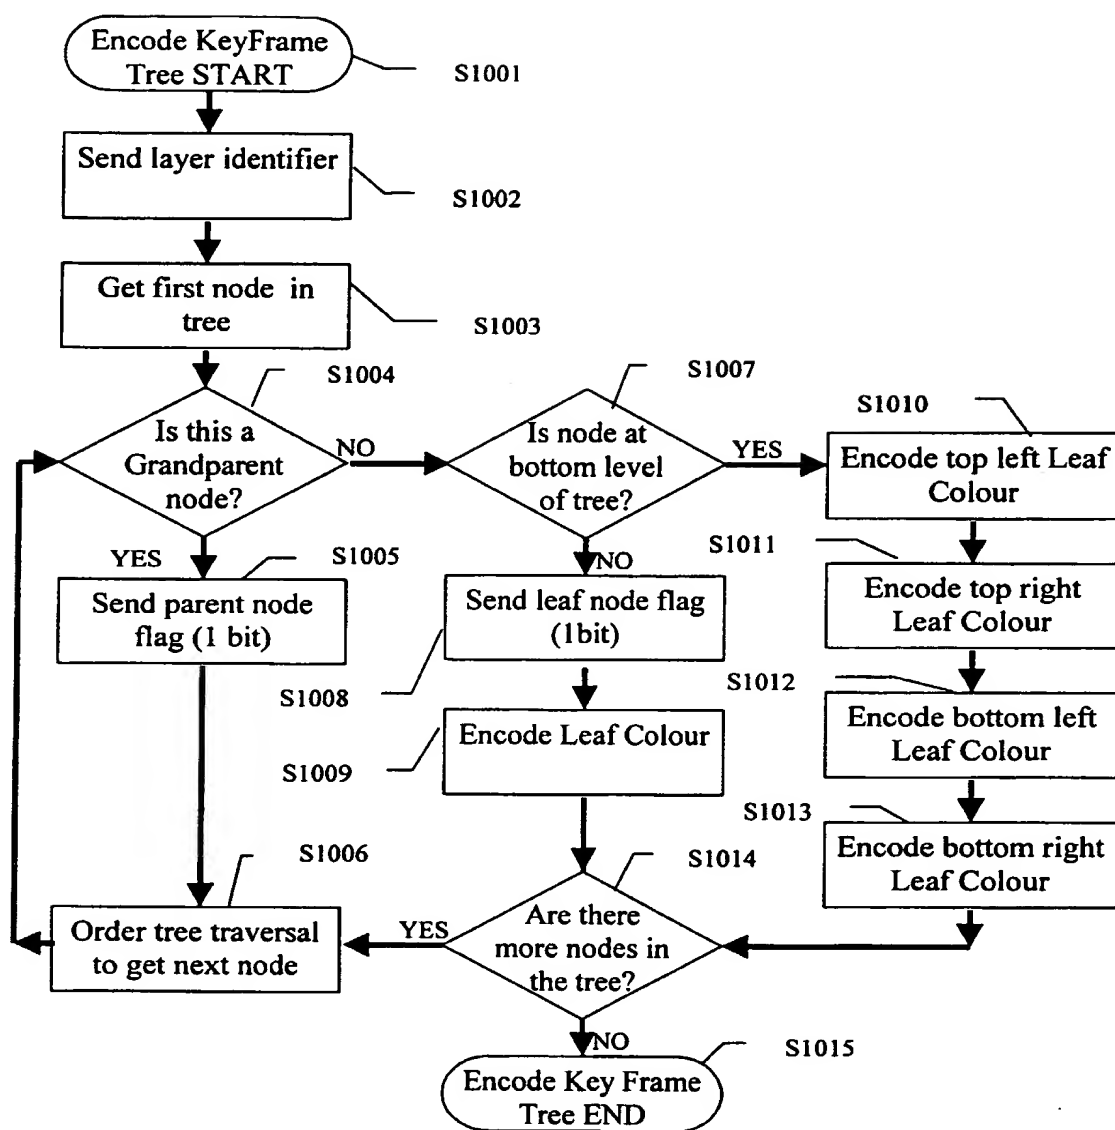 Encode KeyFrame
Tree START
S1001
Send layer identifier
S1002
Get first node in
tree
S1003
S1004
Is this a
Grandparent
node?
NO
YES
S1005
Send parent node
flag (1 bit)
S1006
Order tree traversal
to get next node
S1007
Is node at
bottom level
of tree?
YES
NO
Send leaf node flag
(1bit)
S1008
Encode Leaf Colour
S1009
S1010
Encode top left Leaf
Colour
S1011
Encode top right
Leaf Colour
S1012
Encode bottom left
Leaf Colour
S1013
Encode bottom right
Leaf Colour
S1014
Are there
more nodes in
the tree?
YES
NO
S1015
Encode Key Frame
Tree END